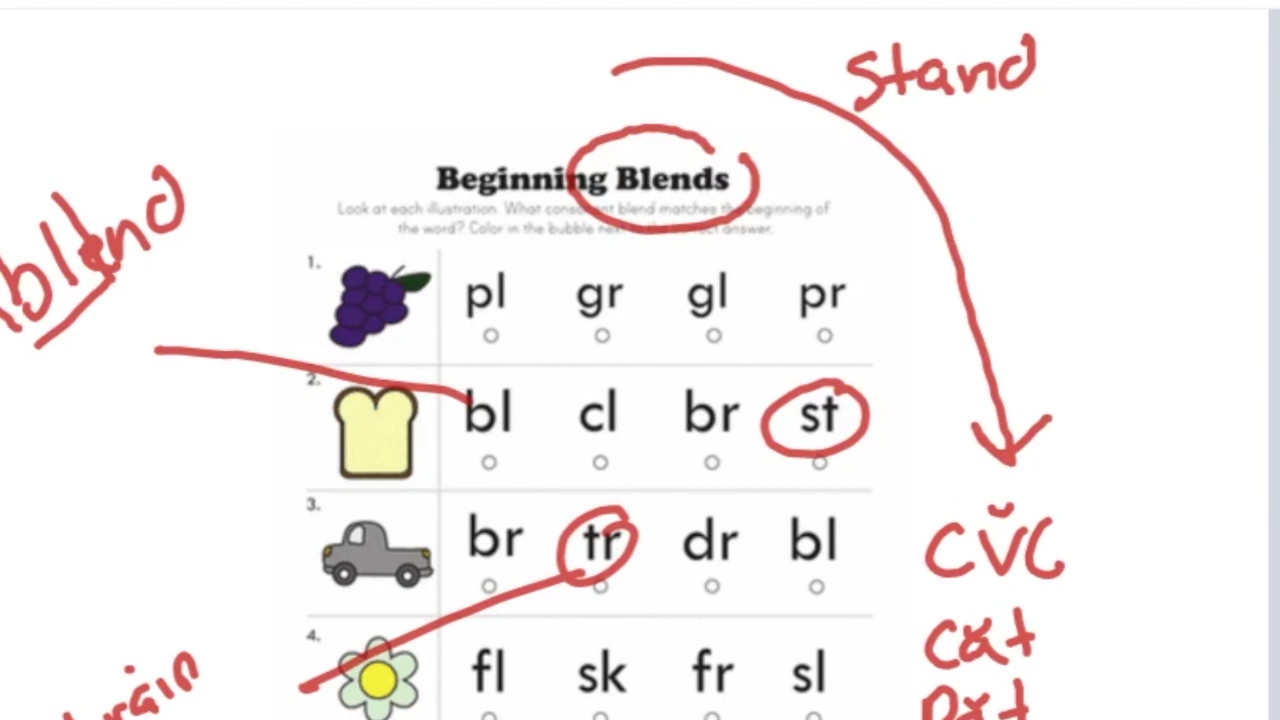 Stand
Beginning Blends
Look at each illustration. What consonant blend matches the beginning of
the word? Color in the bubble next to the correct answer.
blend
1.
pl gr gl pr
2.
bl cl br st
3.
br tr dr bl
CV̆C
4.
fl sk fr sl
căt